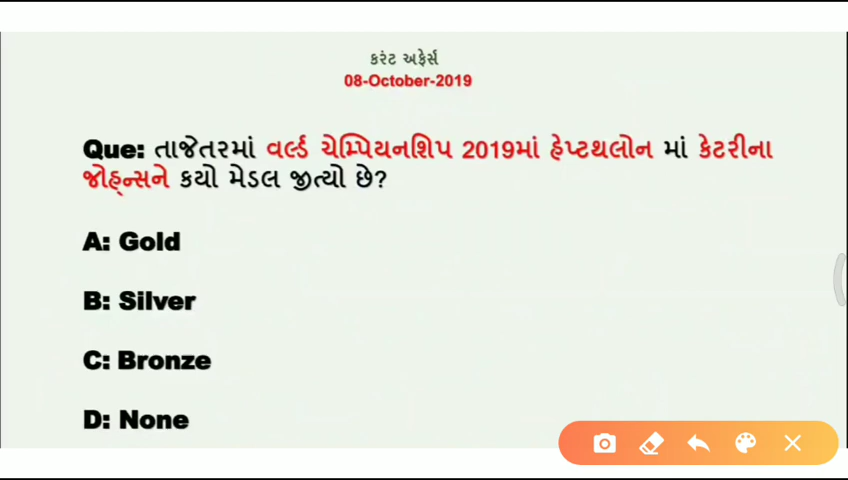 કરંટ અફેર્સ
08-October-2019
Que: તાજેતરમાં વર્લ્ડ ચેમ્પિયનશિપ 2019માં હેપ્ટથલોન માં કેટરીના
જોહ્ન્સને કયો મેડલ જીત્યો છે?
A: Gold
B: Silver
C: Bronze
D: None